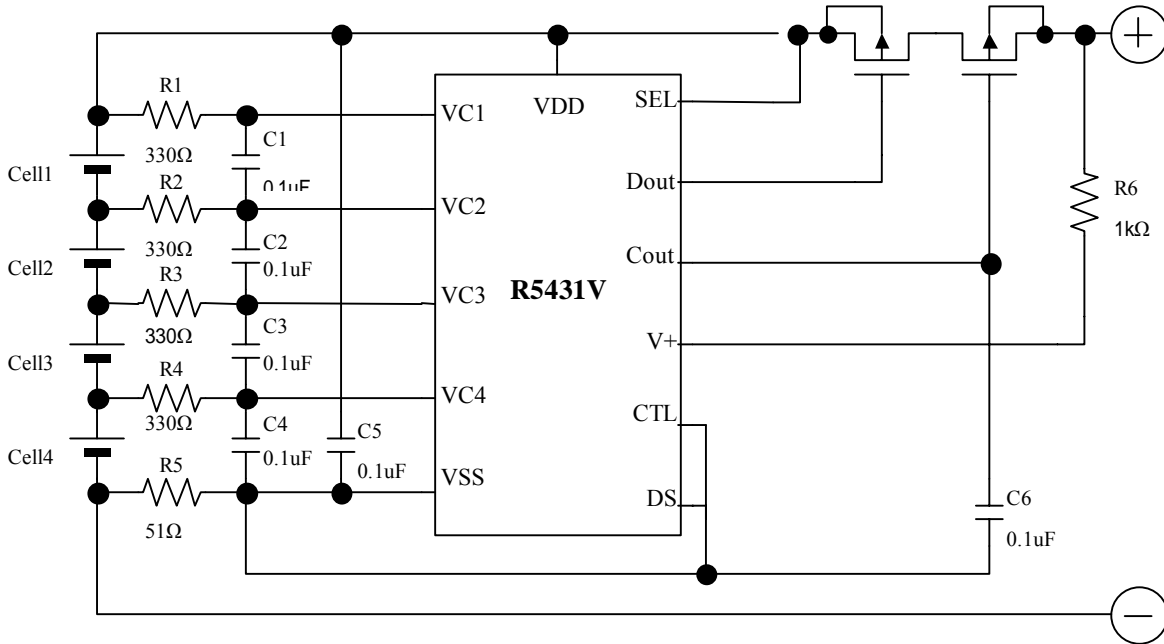 R1
VDD
SEL
VC1
C1
330Ω
Cell1
0.1uF
R2
Dout
R6
VC2
1kΩ
C2
330Ω
Cell2
0.1uF
Cout
R3
R5431V
VC3
C3
330Ω
V+
Cell3
0.1uF
R4
VC4
CTL
330Ω
C4
C5
Cell4
0.1uF
0.1uF
R5
VSS
DS
C6
51Ω
0.1uF
+
−